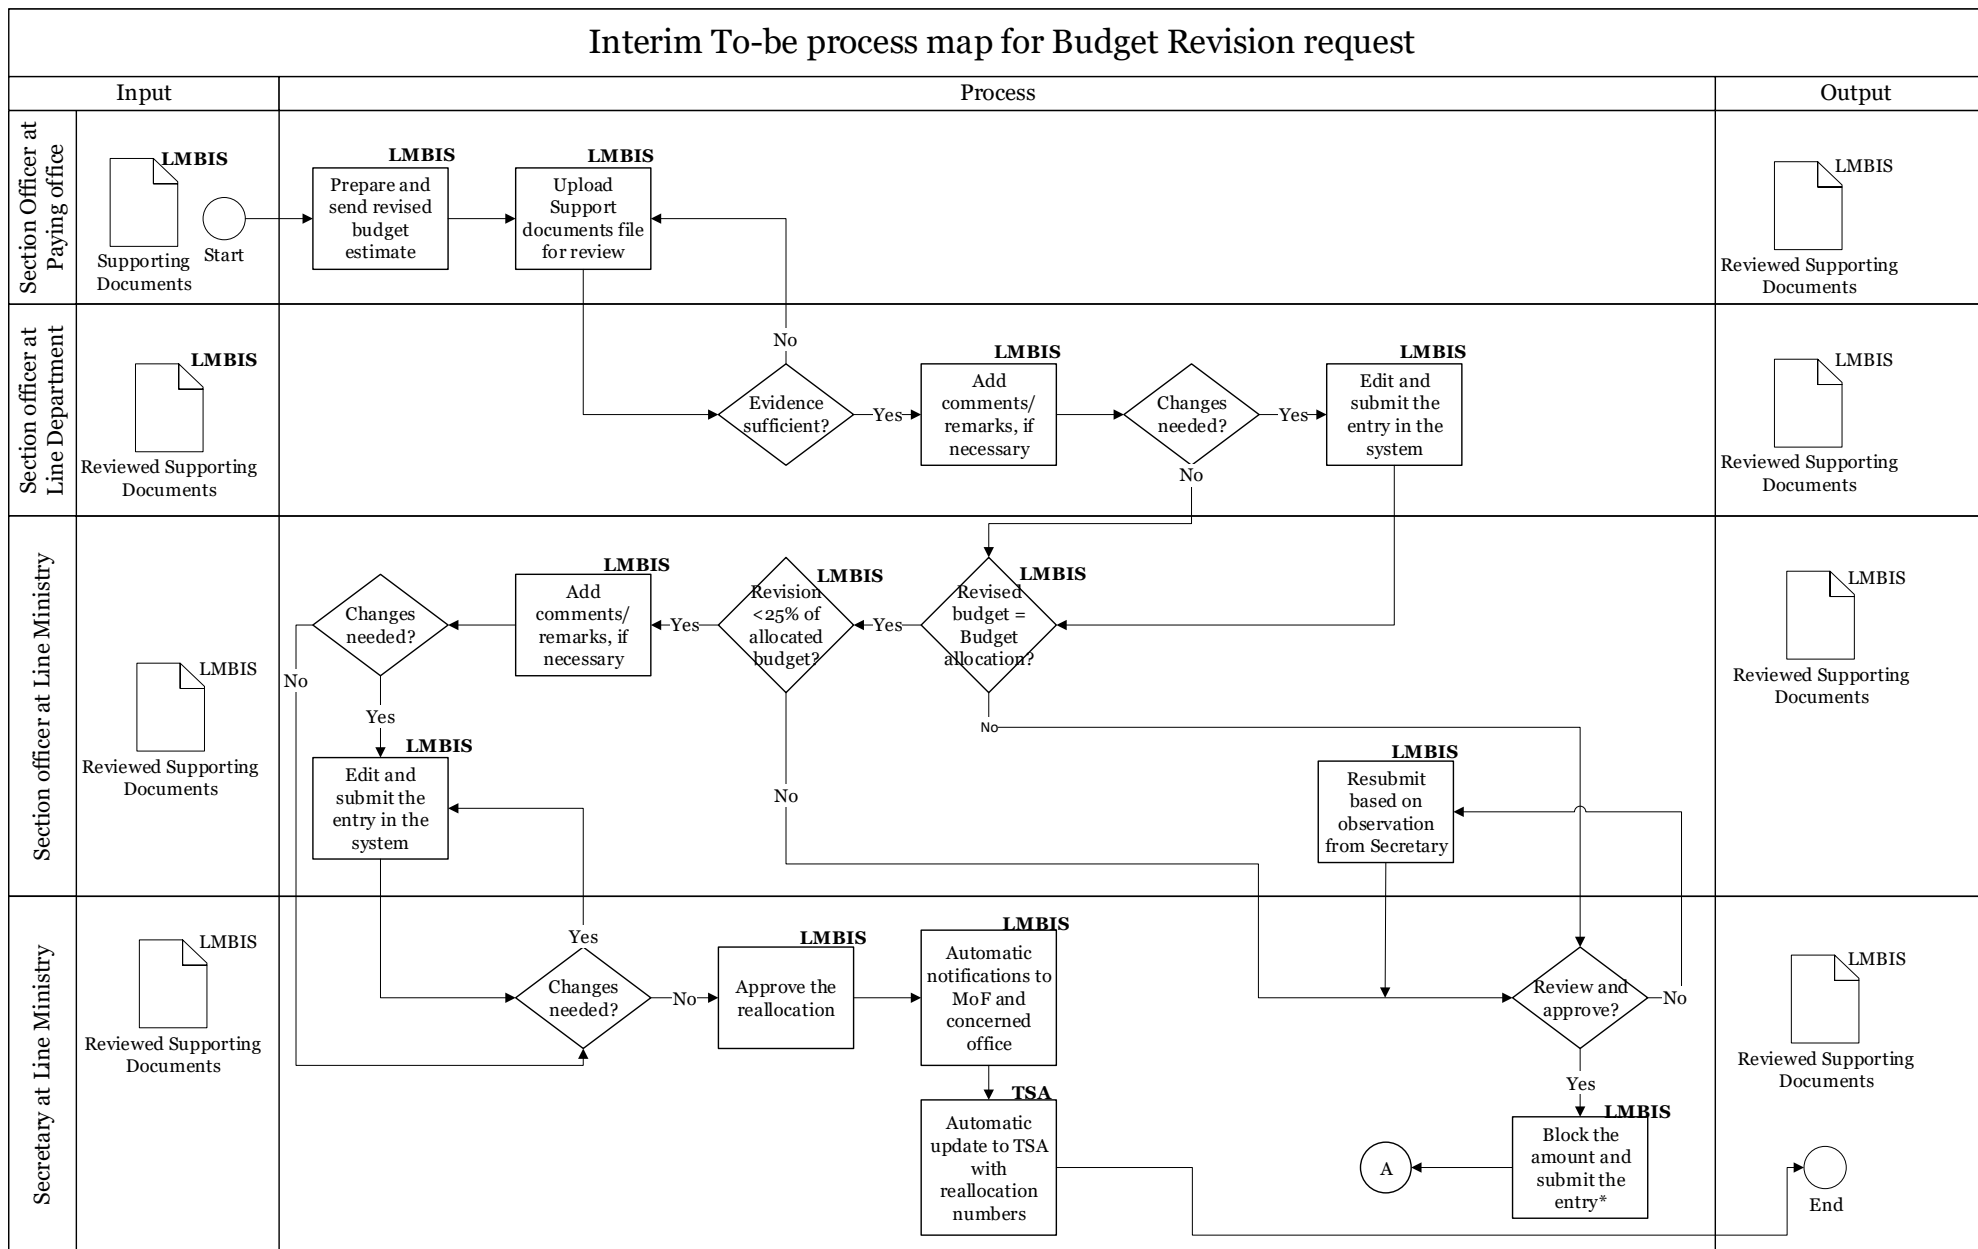 Interim To-be process map for Budget Revision request
Input
Process
Output
Section Officer at
Paying office
LMBIS
Supporting
Documents
Start
LMBIS
Prepare and
send revised
budget
estimate
LMBIS
Upload
Support
documents file
for review
LMBIS
Reviewed Supporting
Documents
Section officer at
Line Department
LMBIS
Reviewed Supporting
Documents
No
Evidence
sufficient?
Yes
LMBIS
Add
comments/
remarks, if
necessary
Changes
needed?
Yes
No
LMBIS
Edit and
submit the
entry in the
system
LMBIS
Reviewed Supporting
Documents
Section officer at Line Ministry
LMBIS
Reviewed Supporting
Documents
Changes
needed?
No
Yes
LMBIS
Add
comments/
remarks, if
necessary
Yes
LMBIS
Revision
<25% of
allocated
budget?
Yes
No
LMBIS
Revised
budget =
Budget
allocation?
No
LMBIS
Edit and
submit the
entry in the
system
LMBIS
Resubmit
based on
observation
from Secretary
LMBIS
Reviewed Supporting
Documents
Secretary at Line Ministry
LMBIS
Reviewed Supporting
Documents
Yes
Changes
needed?
No
LMBIS
Approve the
reallocation
LMBIS
Automatic
notifications to
MoF and
concerned
office
TSA
Automatic
update to TSA
with
reallocation
numbers
Review and
approve?
No
Yes
LMBIS
Block the
amount and
submit the
entry*
A
LMBIS
Reviewed Supporting
Documents
End